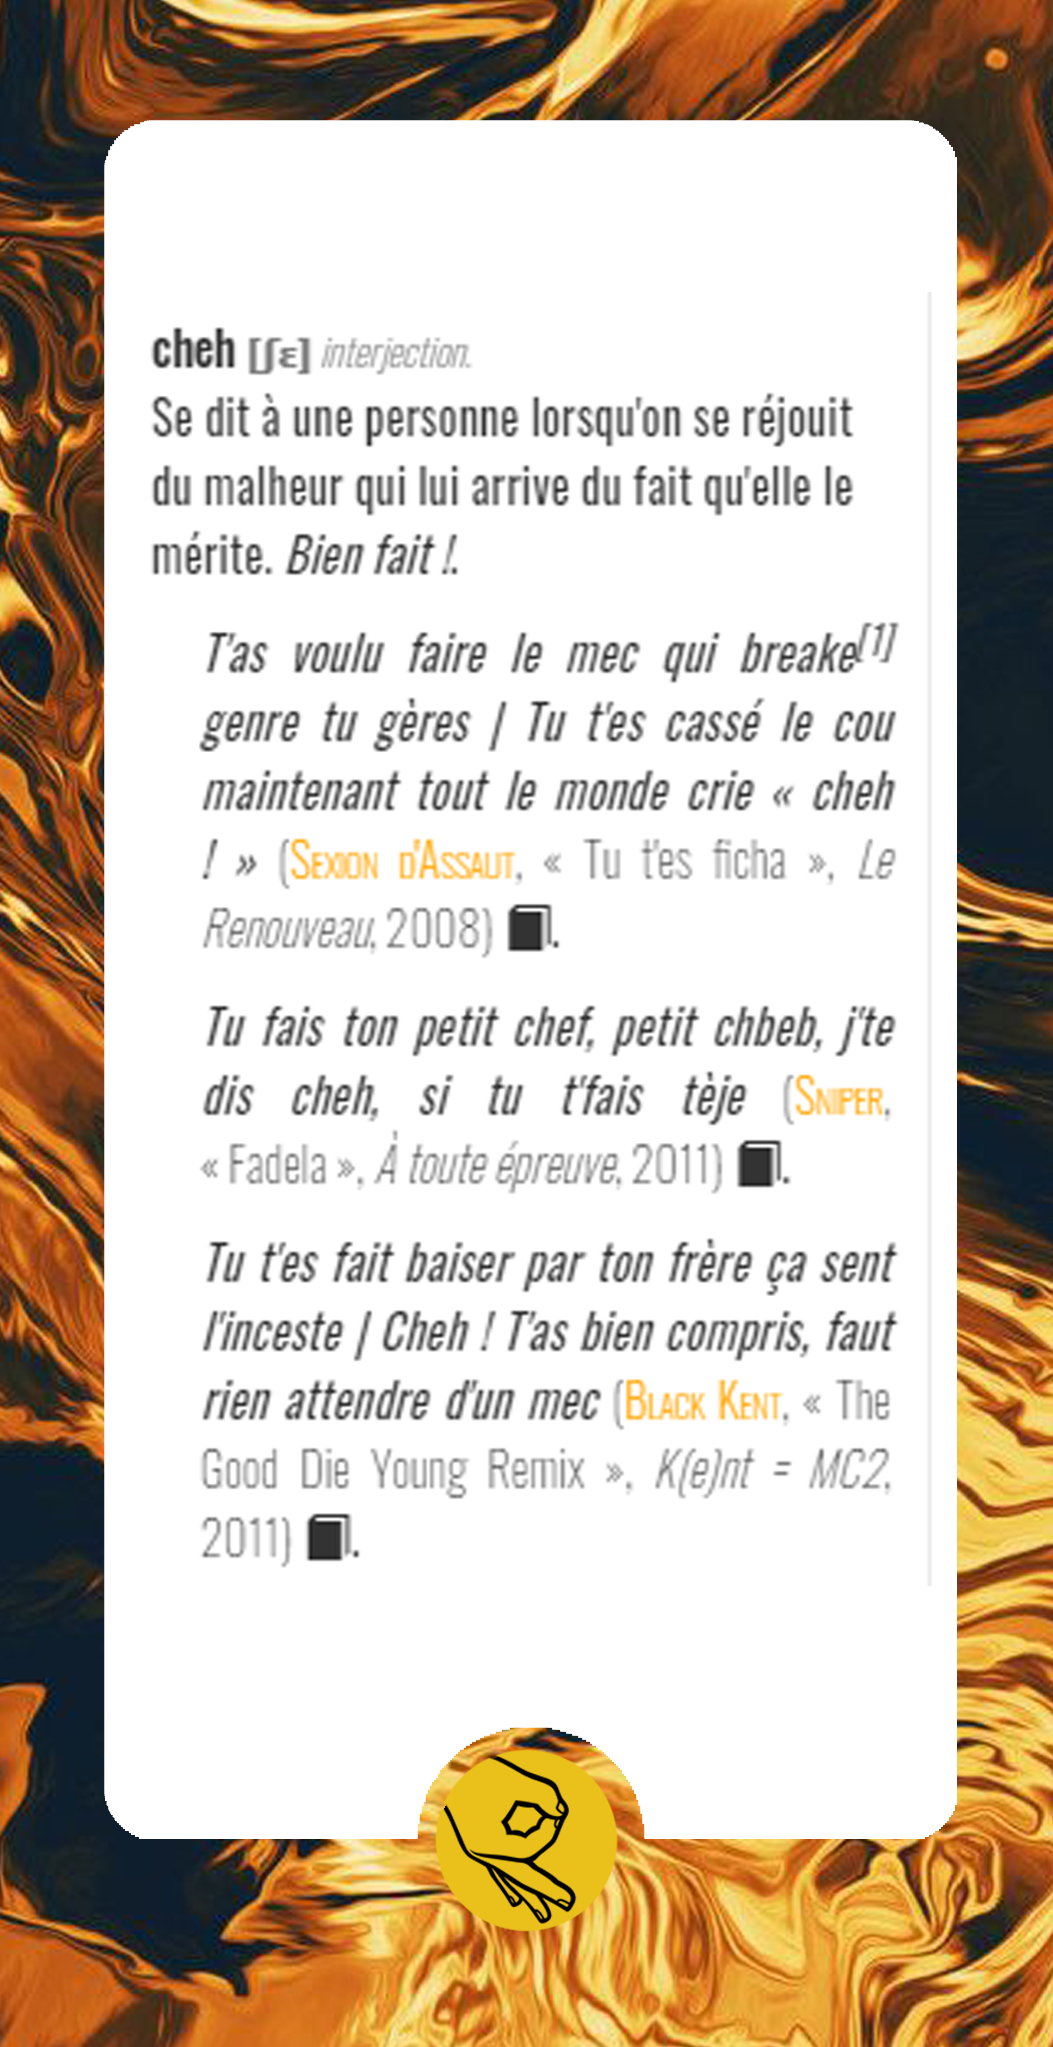 cheh [ʃɛ] interjection.
Se dit à une personne lorsqu'on se réjouit
du malheur qui lui arrive du fait qu'elle le
mérite. Bien fait !.
T'as voulu faire le mec qui breake[1]
genre tu gères | Tu t'es cassé le cou
maintenant tout le monde crie « cheh
! » (Sexion d'Assaut, « Tu t'es ficha », Le
Renouveau, 2008) .
Tu fais ton petit chef, petit chbeb, j'te
dis cheh, si tu t'fais tèje (Sniper,
« Fadela », À toute épreuve, 2011) .
Tu t'es fait baiser par ton frère ça sent
l'inceste | Cheh ! T'as bien compris, faut
rien attendre d'un mec (Black Kent, « The
Good Die Young Remix », K(e)nt = MC2,
2011) .